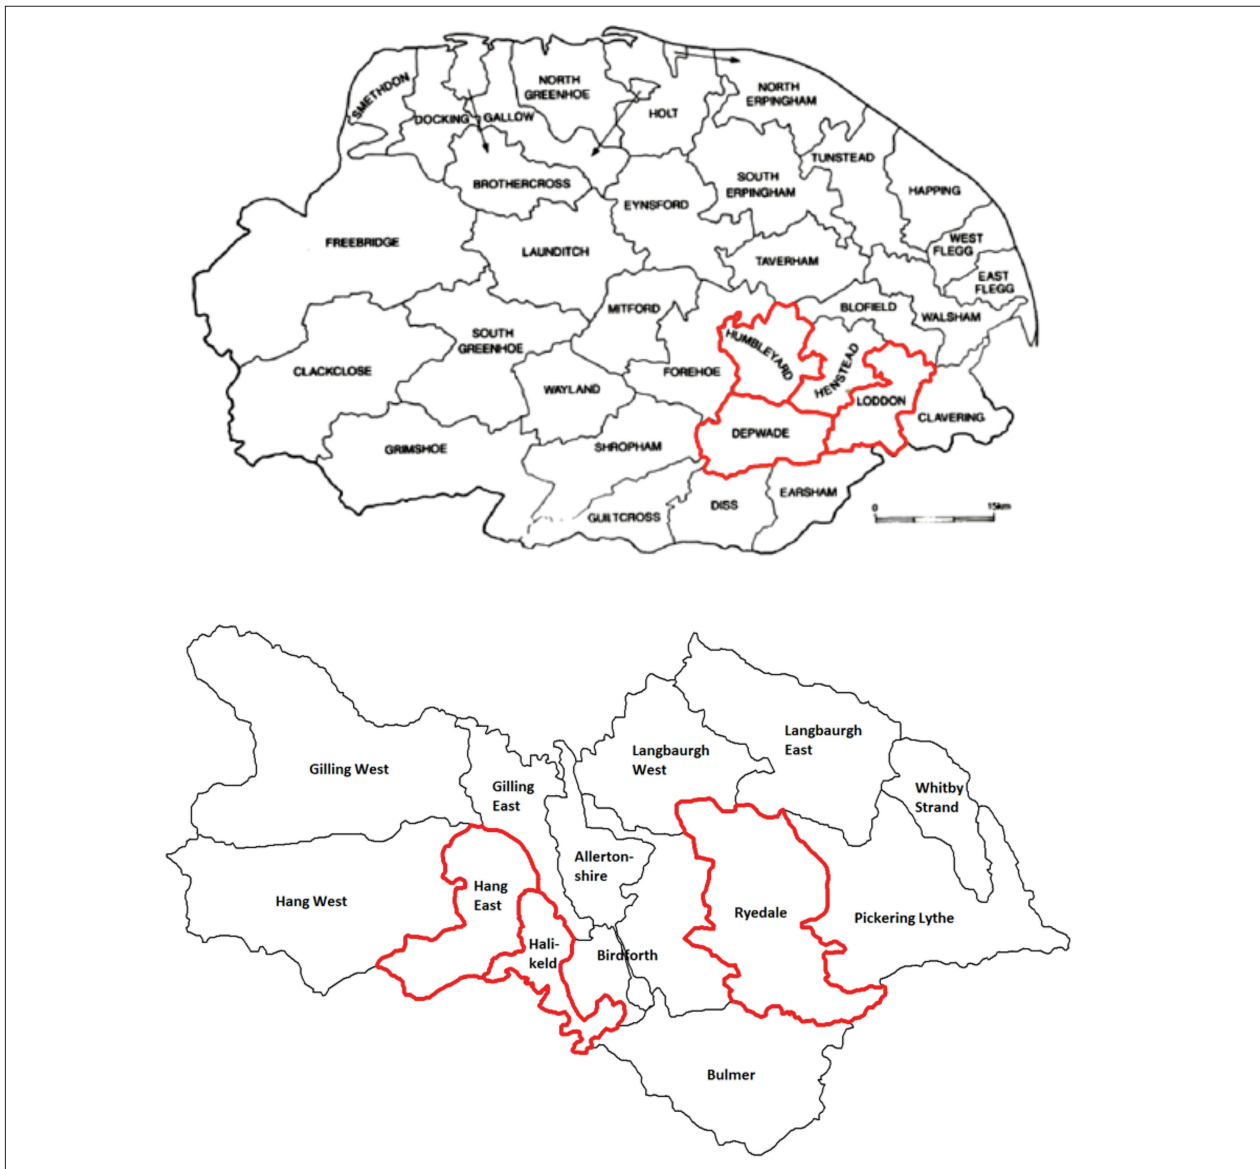 SMETHDON
DOCKING
GALLOW
NORTH
GREENHOE
HOLT
NORTH
ERPINGHAM
BROTHERCROSS
EYNSFORD
SOUTH
ERPINGHAM
TUNSTEAD
HAPPING
FREEBRIDGE
LAUNDITCH
TAVERHAM
WEST
FLEGG
EAST
FLEGG
MITFORD
BLOFIELD
WALSHAM
SOUTH
GREENHOE
HUMBLEYARD
HENSTEAD
CLACKCLOSE
WAYLAND
FOREHOE
LODDON
CLAVERING
DEPWADE
GRIMSHOE
SHROPHAM
EARSHAM
DISS
GUILTCROSS
0 15km
Langbaurgh
East
Langbaurgh
West
Gilling West
Gilling
East
Whitby
Strand
Allerton-
shire
Hang West
Hang
East
Ryedale
Pickering Lythe
Hali-
keld
Birdforth
Bulmer